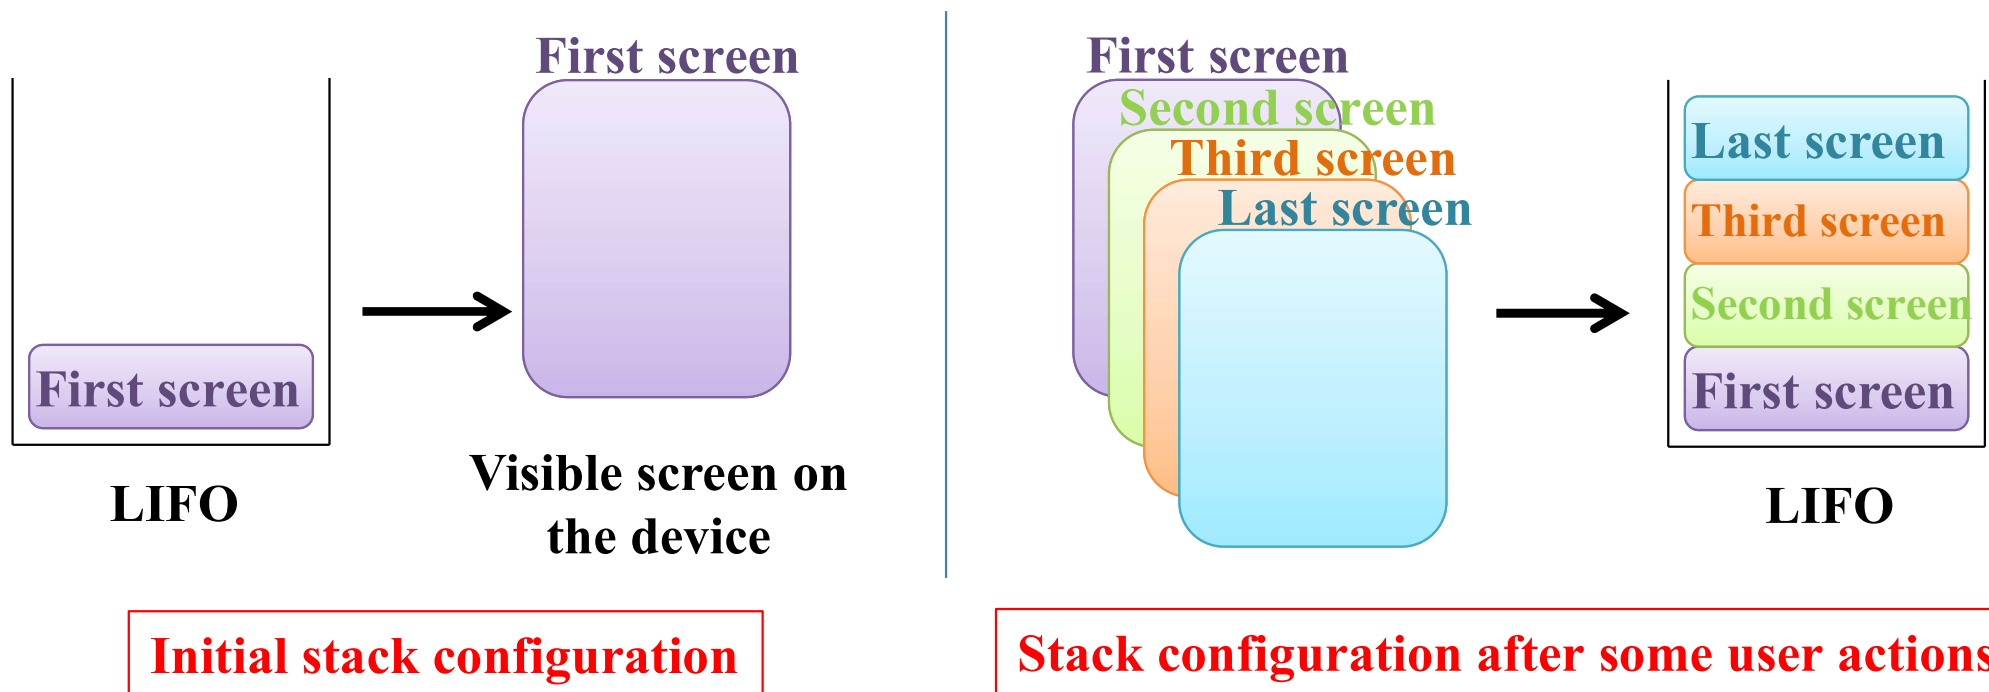 First screen
First screen
LIFO
Visible screen on
the device
Initial stack configuration
First screen
Second screen
Third screen
Last screen
Last screen
Third screen
Second screen
First screen
LIFO
Stack configuration after some user actions